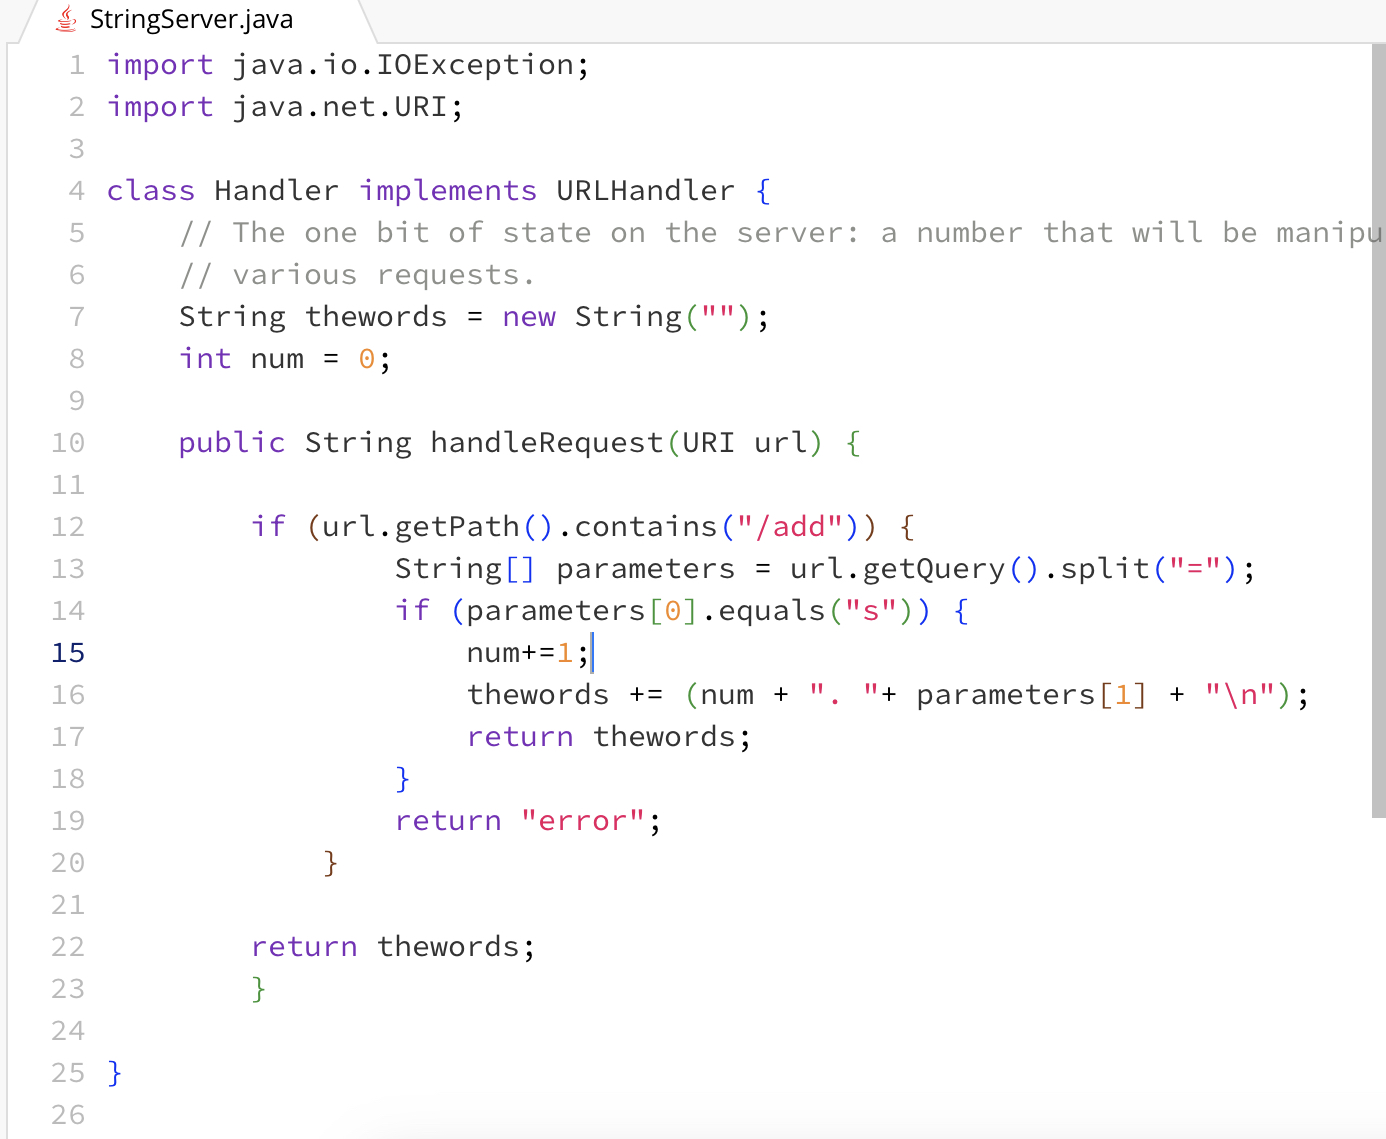 StringServer.java
1 import java.io.IOException;
2 import java.net.URI;
3
4 class Handler implements URLHandler {
5     // The one bit of state on the server: a number that will be manipu
6     // various requests.
7     String thewords = new String("");
8     int num = 0;
9
10     public String handleRequest(URI url) {
11
12         if (url.getPath().contains("/add")) {
13                 String[] parameters = url.getQuery().split("=");
14                 if (parameters[0].equals("s")) {
15                     num+=1;
16                     thewords += (num + ". "+ parameters[1] + "\n");
17                     return thewords;
18                 }
19                 return "error";
20             }
21
22         return thewords;
23         }
24
25 }
26